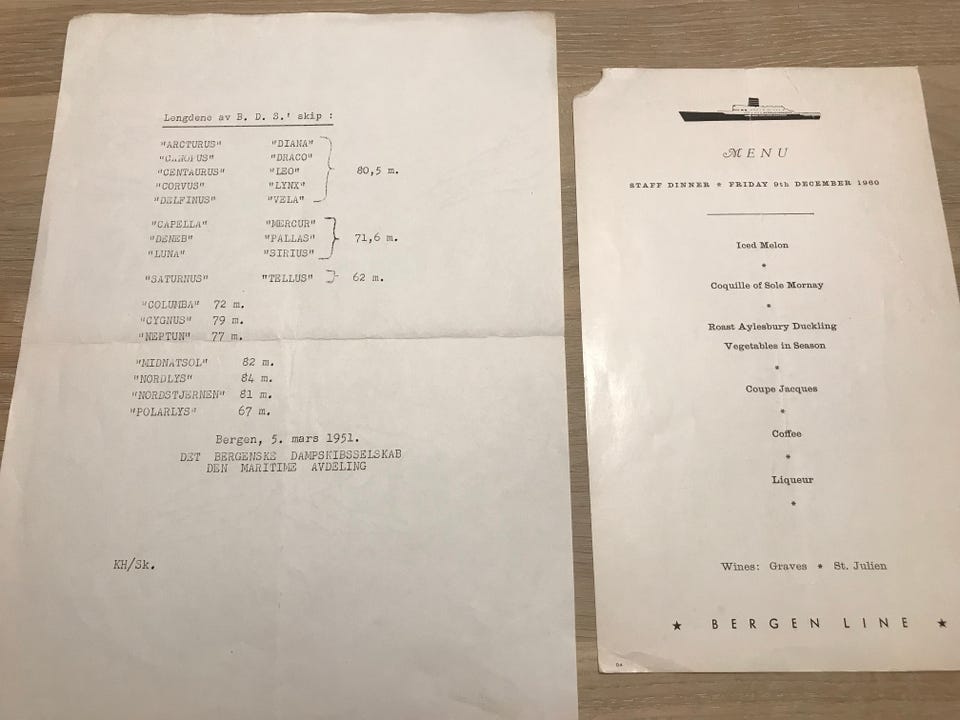 Lengdene av B. D. S.' skip :
"ARCTURUS" "DIANA"
"DRACO"
"CENTAURUS" "LEO" 80,5 m.
"CORVUS" "LYNX"
"DELFINUS" "VELA"
"CAPELLA" "MERCUR"
"DENEB" "PALLAS" 71,6 m.
"LUNA" "SIRIUS"
"SATURNUS" "TELLUS" 62 m.
"COLUMBA" 72 m.
"CYGNUS" 79 m.
"NEPTUN" 77 m.
"MIDNATSOL" 82 m.
"NORDLYS" 84 m.
"NORDSTJERNEN" 81 m.
"POLARLYS" 67 m.
Bergen, 5. mars 1951.
DET BERGENSKE DAMPSKIBSSELSKAB
DEN MARITIME AVDELING
KH/Sk.
MENU
STAFF DINNER * FRIDAY 9th DECEMBER 1960
Iced Melon
*
Coquille of Sole Mornay
*
Roast Aylesbury Duckling
Vegetables in Season
*
Coupe Jacques
*
Coffee
*
Liqueur
*
Wines: Graves * St. Julien
★ BERGEN LINE ★